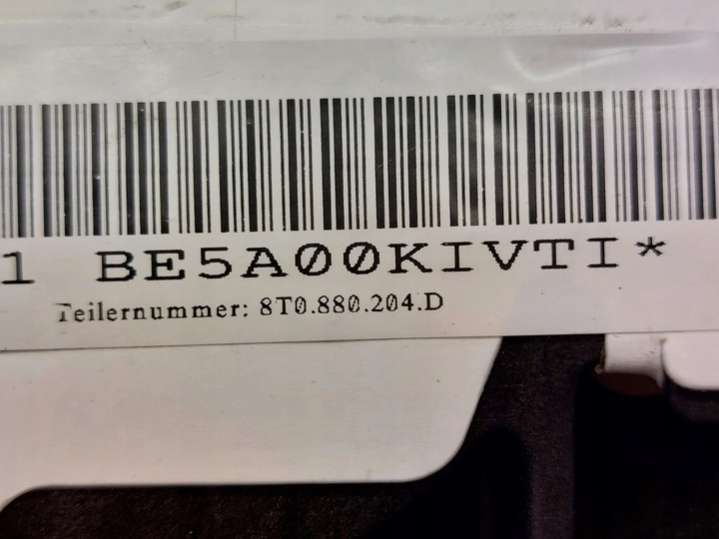 1 BE5A00KIVTI*
Teilernummer: 8T0.880.204.D